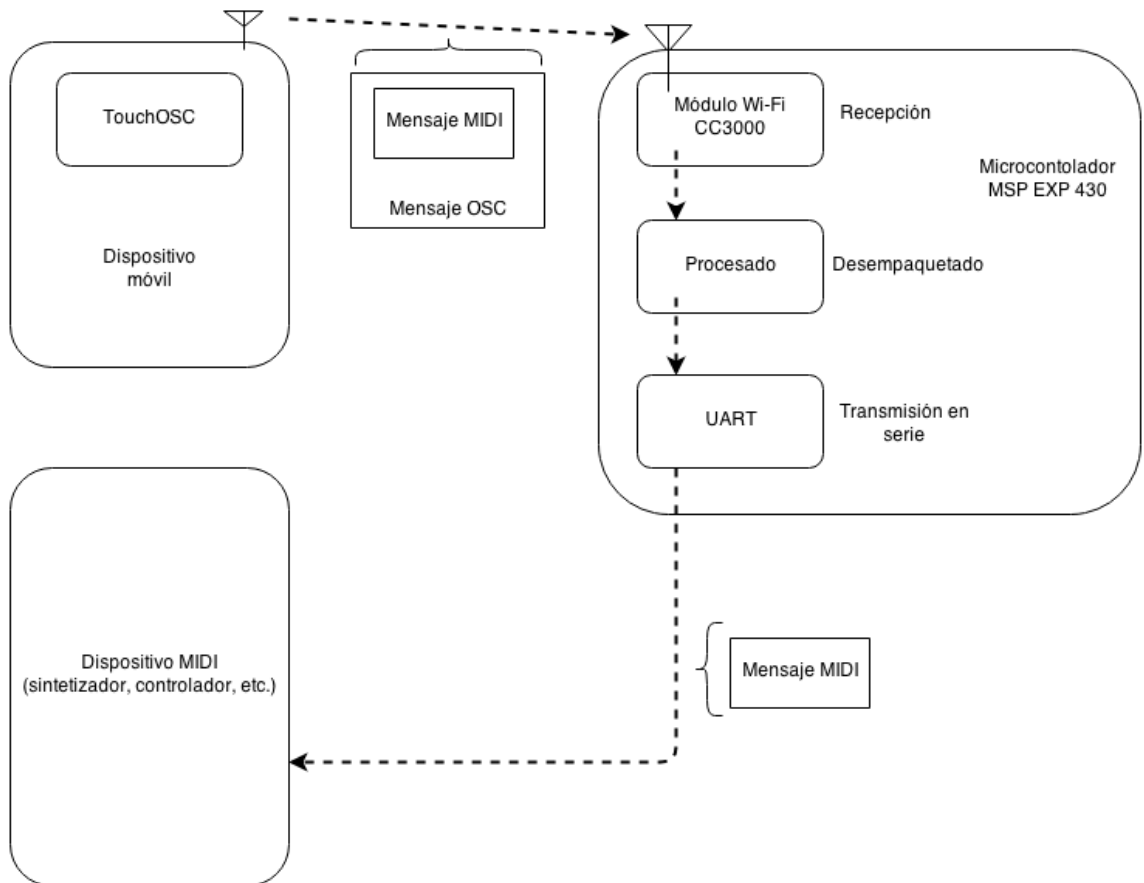 TouchOSC
Dispositivo
móvil
Mensaje MIDI
Mensaje OSC
Módulo Wi-Fi
CC3000
Recepción
Microcontolador
MSP EXP 430
Procesado
Desempaquetado
UART
Transmisión en
serie
Mensaje MIDI
Dispositivo MIDI
(sintetizador, controlador, etc.)